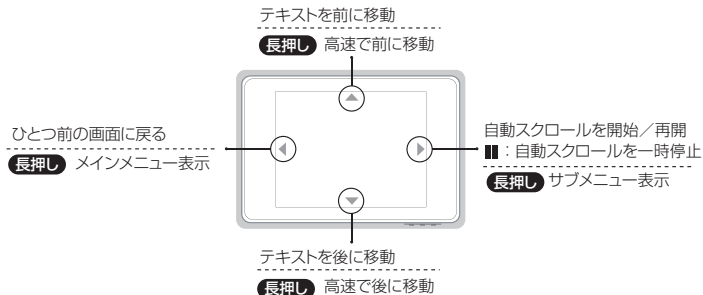 テキストを前に移動
長押し 高速で前に移動
ひとつ前の画面に戻る
長押し メインメニュー表示
自動スクロールを開始／再開
▮▮：自動スクロールを一時停止
長押し サブメニュー表示
テキストを後に移動
長押し 高速で後に移動